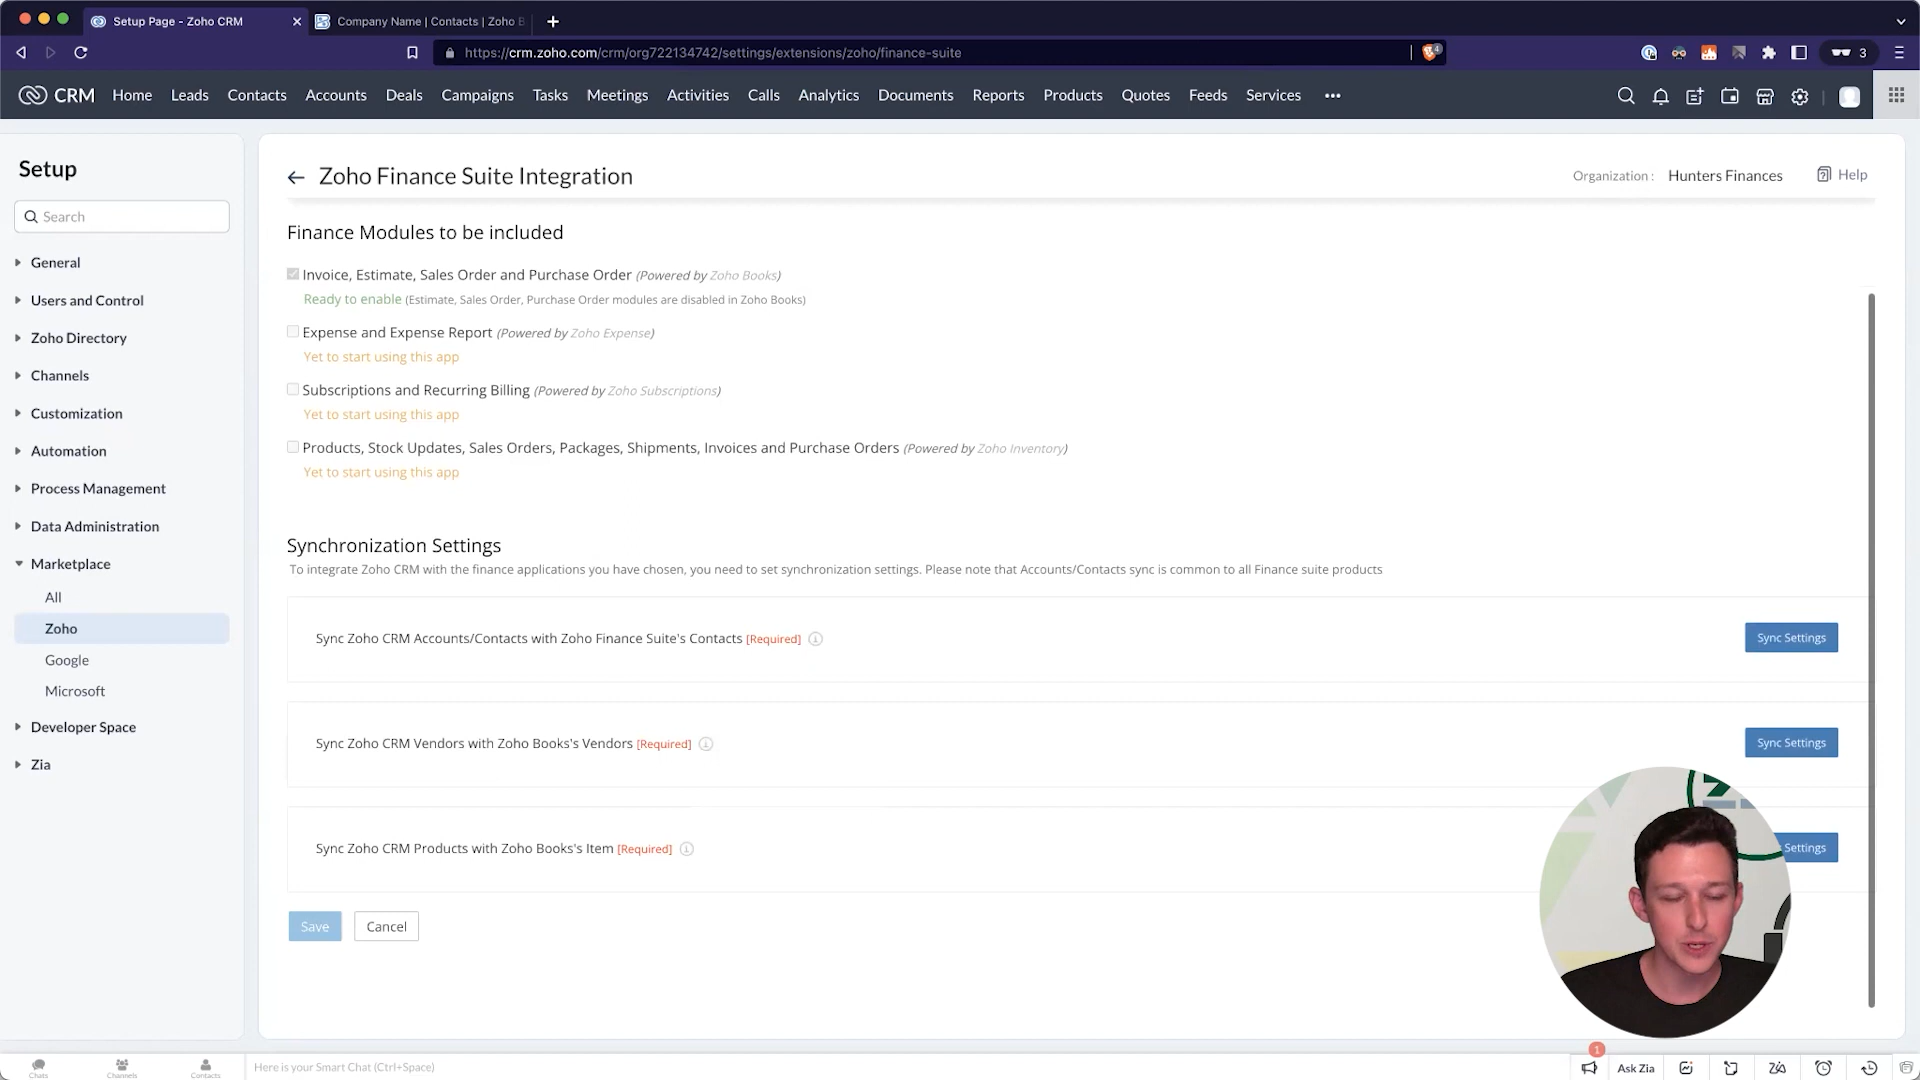 Setup Page - Zoho CRM
Company Name | Contacts | Zoho B
https://crm.zoho.com/crm/org722134742/settings/extensions/zoho/finance-suite
4
3
CRM Home Leads Contacts Accounts Deals Campaigns Tasks Meetings Activities Calls Analytics Documents Reports Products Quotes Feeds Services
Setup
Search
General
Users and Control
Zoho Directory
Channels
Customization
Automation
Process Management
Data Administration
Marketplace
All
Zoho
Google
Microsoft
Developer Space
Zia
Zoho Finance Suite Integration
Organization : Hunters Finances
Help
Finance Modules to be included
Invoice, Estimate, Sales Order and Purchase Order (Powered by Zoho Books)
Ready to enable (Estimate, Sales Order, Purchase Order modules are disabled in Zoho Books)
Expense and Expense Report (Powered by Zoho Expense)
Yet to start using this app
Subscriptions and Recurring Billing (Powered by Zoho Subscriptions)
Yet to start using this app
Products, Stock Updates, Sales Orders, Packages, Shipments, Invoices and Purchase Orders (Powered by Zoho Inventory)
Yet to start using this app
Synchronization Settings
To integrate Zoho CRM with the finance applications you have chosen, you need to set synchronization settings. Please note that Accounts/Contacts sync is common to all Finance suite products
Sync Zoho CRM Accounts/Contacts with Zoho Finance Suite's Contacts [Required]
Sync Settings
Sync Zoho CRM Vendors with Zoho Books's Vendors [Required]
Sync Settings
Sync Zoho CRM Products with Zoho Books's Item [Required]
Settings
Save
Cancel
Chats
Channels
Contacts
Here is your Smart Chat (Ctrl+Space)
1
Ask Zia